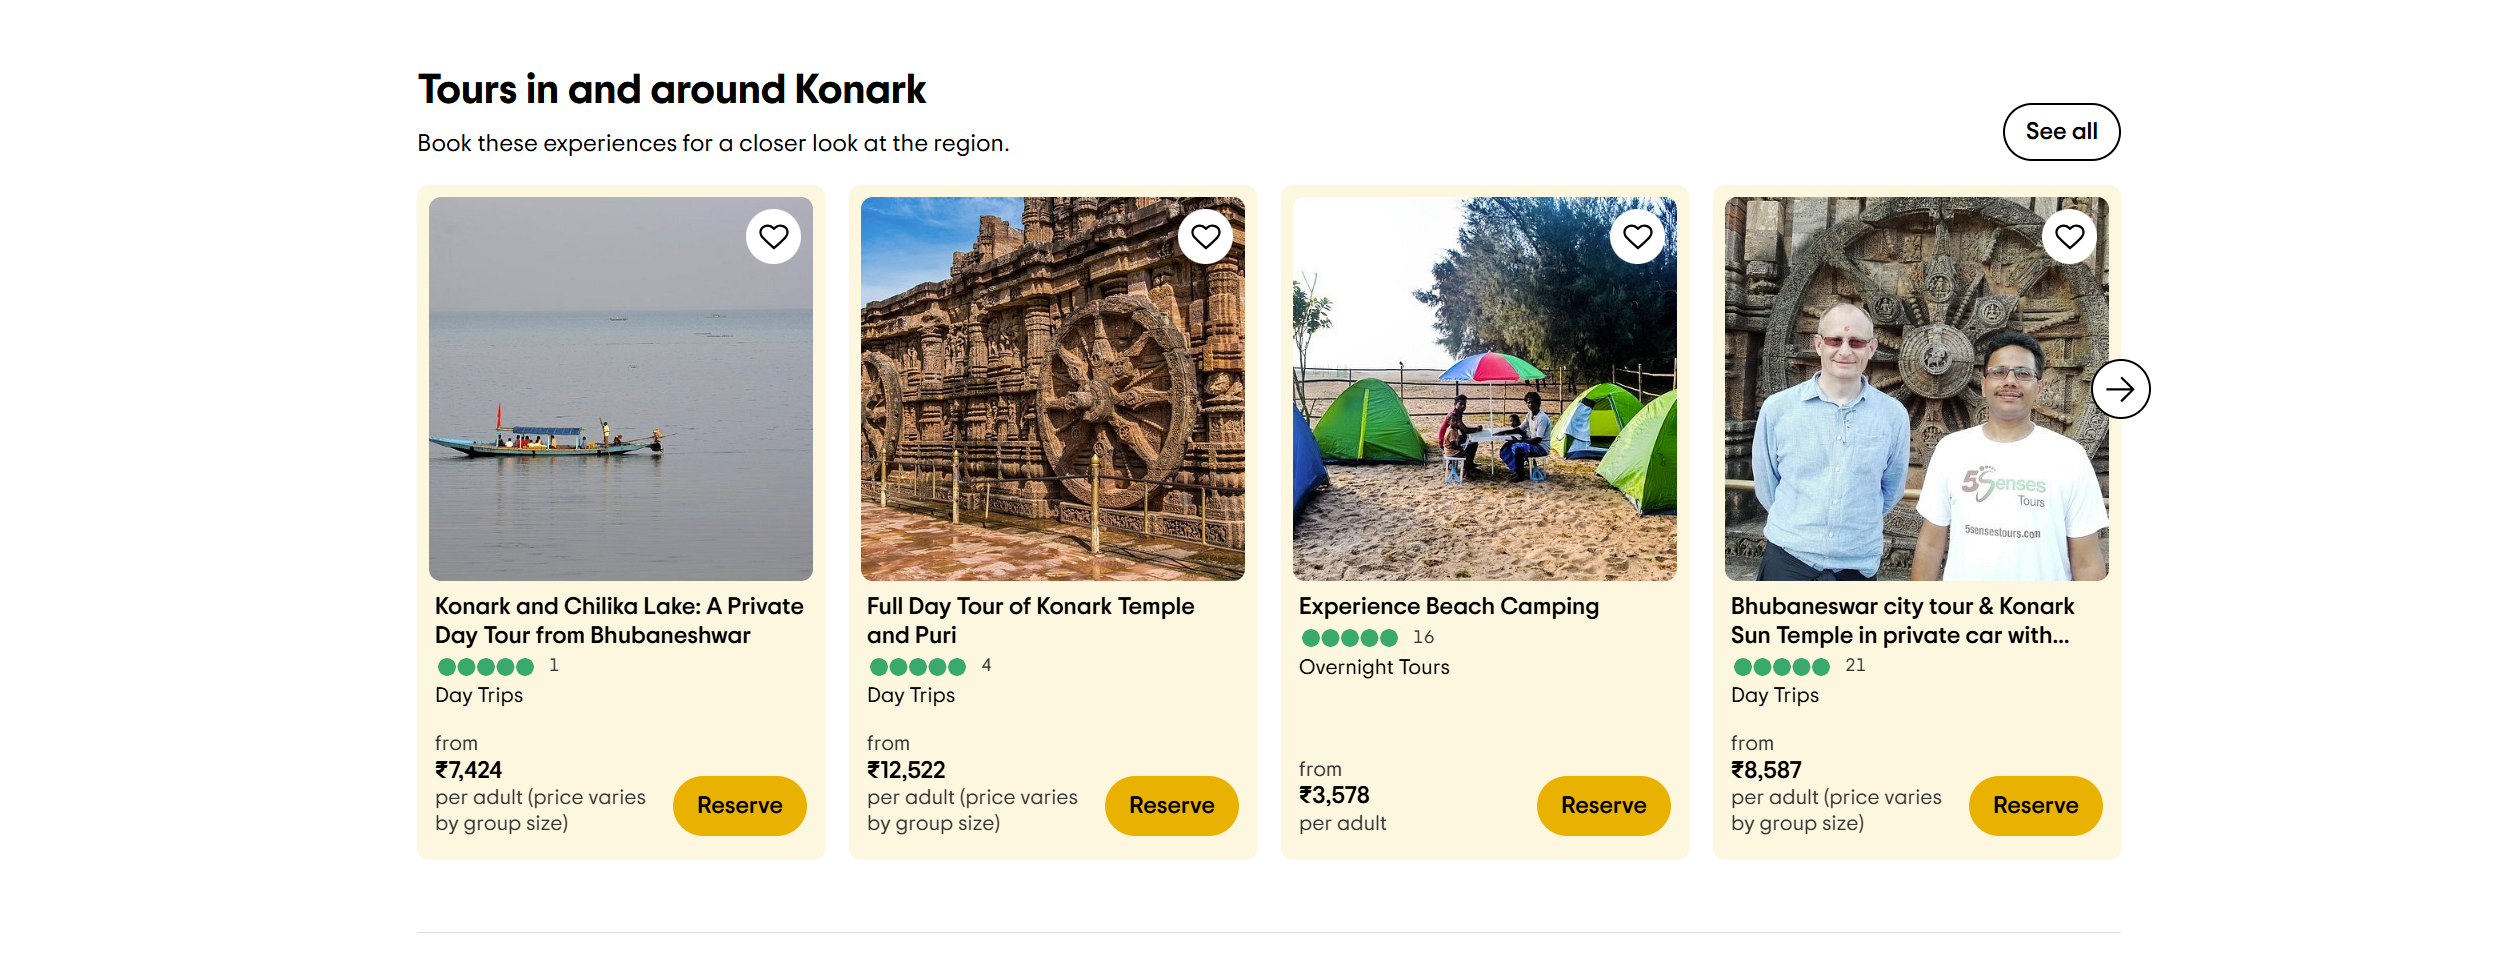 Tours in and around Konark
Book these experiences for a closer look at the region.
See all
Konark and Chilika Lake: A Private
Day Tour from Bhubaneshwar
1
Day Trips
from
₹7,424
per adult (price varies
by group size)
Reserve
Full Day Tour of Konark Temple
and Puri
4
Day Trips
from
₹12,522
per adult (price varies
by group size)
Reserve
Experience Beach Camping
16
Overnight Tours
from
₹3,578
per adult
Reserve
5Senses
Tours
5sensestours.com
Bhubaneswar city tour & Konark
Sun Temple in private car with...
21
Day Trips
from
₹8,587
per adult (price varies
by group size)
Reserve